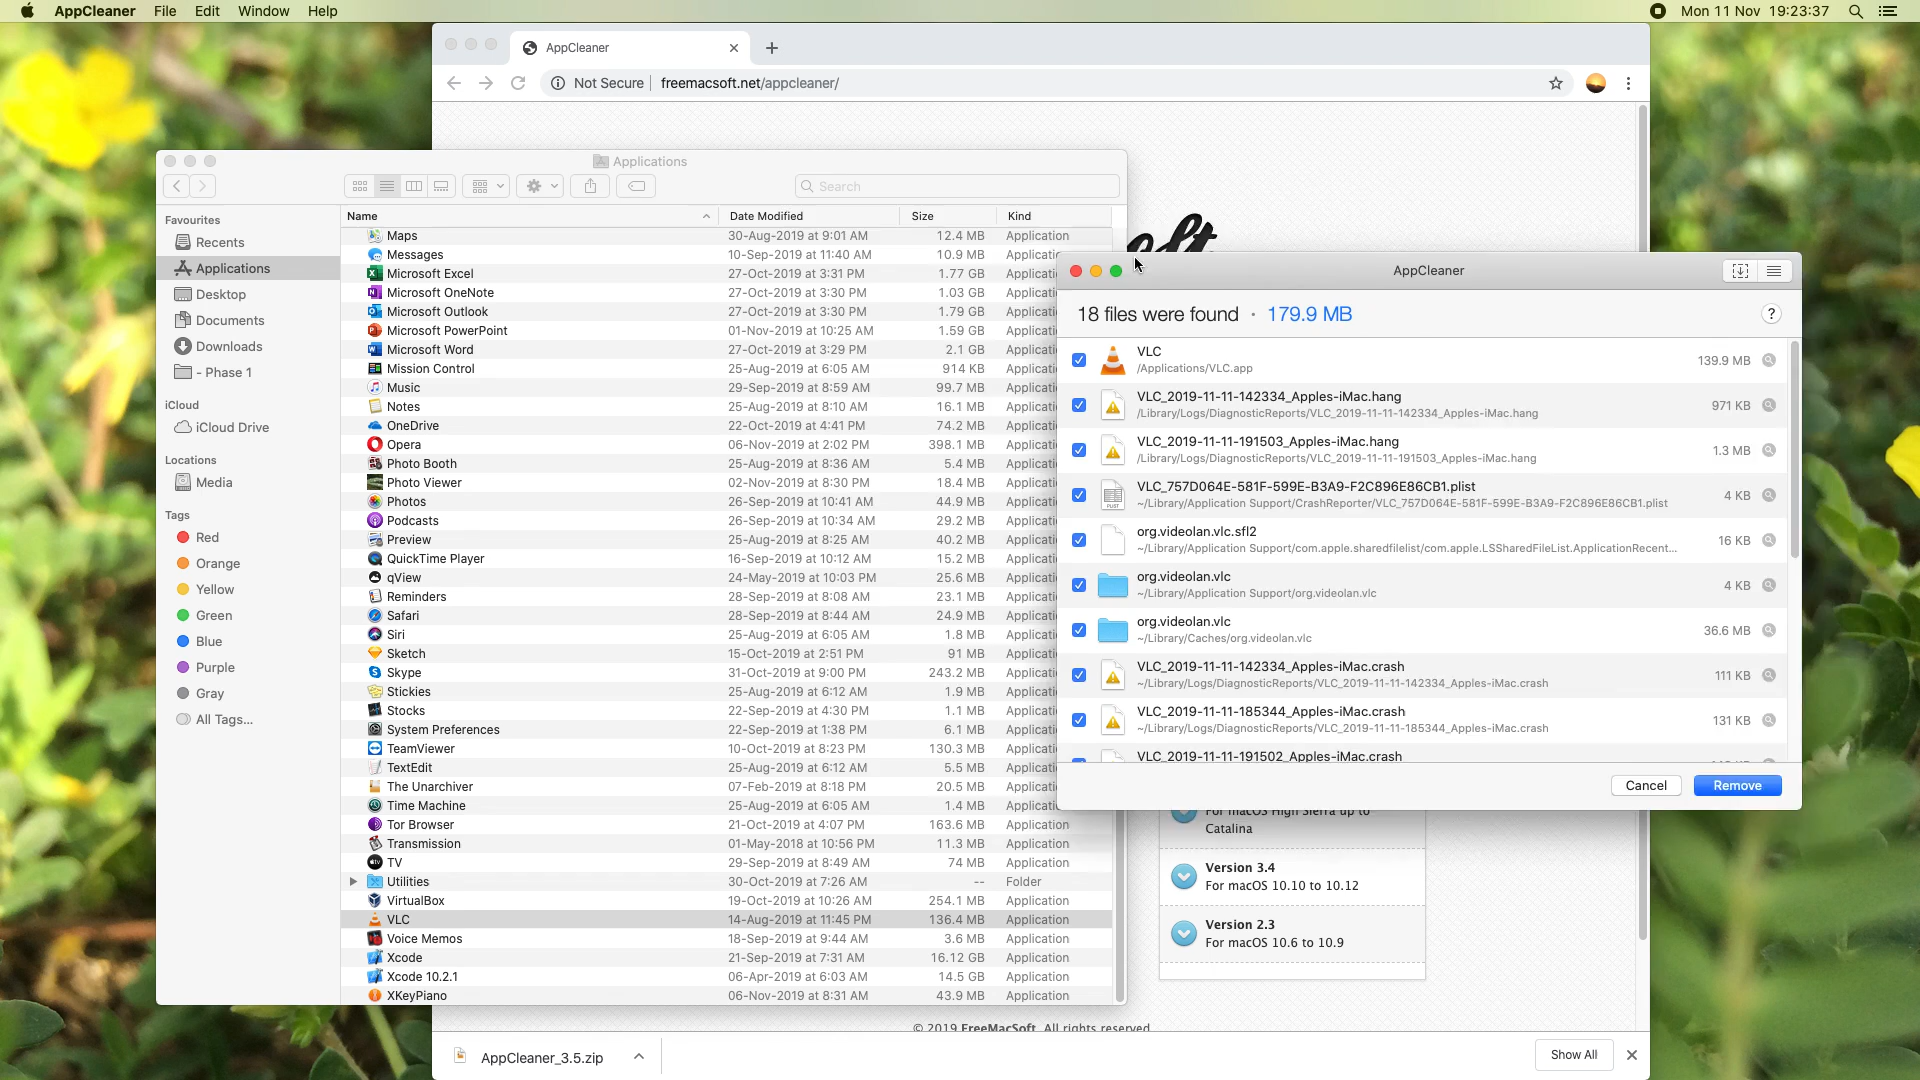 AppCleaner File Edit Window Help
Mon 11 Nov 19:23:37
AppCleaner
Not Secure freemacsoft.net/appcleaner/
Applications
Search
Favourites
Recents
Applications
Desktop
Documents
Downloads
- Phase 1
iCloud
iCloud Drive
Locations
Media
Tags
Red
Orange
Yellow
Green
Blue
Purple
Gray
All Tags...
Name Date Modified Size Kind
Maps 30-Aug-2019 at 9:01 AM 12.4 MB Application
Messages 10-Sep-2019 at 11:40 AM 10.9 MB Applicati
Microsoft Excel 27-Oct-2019 at 3:31 PM 1.77 GB Applicati
Microsoft OneNote 27-Oct-2019 at 3:30 PM 1.03 GB Applicati
Microsoft Outlook 27-Oct-2019 at 3:30 PM 1.79 GB Applicati
Microsoft PowerPoint 01-Nov-2019 at 10:25 AM 1.59 GB Applicati
Microsoft Word 27-Oct-2019 at 3:29 PM 2.1 GB Applicati
Mission Control 25-Aug-2019 at 6:05 AM 914 KB Applicati
Music 29-Sep-2019 at 8:59 AM 99.7 MB Applicati
Notes 25-Aug-2019 at 8:10 AM 16.1 MB Applicati
OneDrive 22-Oct-2019 at 4:41 PM 74.2 MB Applicati
Opera 06-Nov-2019 at 2:02 PM 398.1 MB Applicati
Photo Booth 25-Aug-2019 at 8:36 AM 5.4 MB Applicati
Photo Viewer 02-Nov-2019 at 8:30 PM 18.4 MB Applicati
Photos 26-Sep-2019 at 10:41 AM 44.9 MB Applicati
Podcasts 26-Sep-2019 at 10:34 AM 29.2 MB Applicati
Preview 25-Aug-2019 at 8:25 AM 40.2 MB Applicati
QuickTime Player 16-Sep-2019 at 10:12 AM 15.2 MB Applicati
qView 24-May-2019 at 10:03 PM 25.6 MB Applicati
Reminders 28-Sep-2019 at 8:08 AM 23.1 MB Applicati
Safari 28-Sep-2019 at 8:44 AM 24.9 MB Applicati
Siri 25-Aug-2019 at 6:05 AM 1.8 MB Applicati
Sketch 15-Oct-2019 at 2:51 PM 91 MB Applicati
Skype 31-Oct-2019 at 9:00 PM 243.2 MB Applicati
Stickies 25-Aug-2019 at 6:12 AM 1.9 MB Applicati
Stocks 22-Sep-2019 at 4:30 PM 1.1 MB Applicati
System Preferences 22-Sep-2019 at 1:38 PM 6.1 MB Applicati
TeamViewer 10-Oct-2019 at 8:23 PM 130.3 MB Applicati
TextEdit 25-Aug-2019 at 6:12 AM 5.5 MB Applicati
The Unarchiver 07-Feb-2019 at 8:18 PM 20.5 MB Applicati
Time Machine 25-Aug-2019 at 6:05 AM 1.4 MB Applicati
Tor Browser 21-Oct-2019 at 4:07 PM 163.6 MB Application
Transmission 01-May-2018 at 10:56 PM 11.3 MB Application
TV 29-Sep-2019 at 8:49 AM 74 MB Application
Utilities 30-Oct-2019 at 7:26 AM -- Folder
VirtualBox 19-Oct-2019 at 10:26 AM 254.1 MB Application
VLC 14-Aug-2019 at 11:45 PM 136.4 MB Application
Voice Memos 18-Sep-2019 at 9:44 AM 3.6 MB Application
Xcode 21-Sep-2019 at 7:31 AM 16.12 GB Application
Xcode 10.2.1 06-Apr-2019 at 6:03 AM 14.5 GB Application
XKeyPiano 06-Nov-2019 at 8:31 AM 43.9 MB Application
AppCleaner
18 files were found · 179.9 MB ?
VLC
/Applications/VLC.app
139.9 MB
VLC_2019-11-11-142334_Apples-iMac.hang
/Library/Logs/DiagnosticReports/VLC_2019-11-11-142334_Apples-iMac.hang
971 KB
VLC_2019-11-11-191503_Apples-iMac.hang
/Library/Logs/DiagnosticReports/VLC_2019-11-11-191503_Apples-iMac.hang
1.3 MB
VLC_757D064E-581F-599E-B3A9-F2C896E86CB1.plist
~/Library/Application Support/CrashReporter/VLC_757D064E-581F-599E-B3A9-F2C896E86CB1.plist
4 KB
org.videolan.vlc.sfl2
~/Library/Application Support/com.apple.sharedfilelist/com.apple.LSSharedFileList.ApplicationRecent...
16 KB
org.videolan.vlc
~/Library/Application Support/org.videolan.vlc
4 KB
org.videolan.vlc
~/Library/Caches/org.videolan.vlc
36.6 MB
VLC_2019-11-11-142334_Apples-iMac.crash
~/Library/Logs/DiagnosticReports/VLC_2019-11-11-142334_Apples-iMac.crash
111 KB
VLC_2019-11-11-185344_Apples-iMac.crash
~/Library/Logs/DiagnosticReports/VLC_2019-11-11-185344_Apples-iMac.crash
131 KB
VLC_2019-11-11-191502_Apples-iMac.crash
Cancel Remove
For macOS High Sierra up to
Catalina
Version 3.4
For macOS 10.10 to 10.12
Version 2.3
For macOS 10.6 to 10.9
© 2019 FreeMacSoft. All rights reserved
AppCleaner_3.5.zip
Show All